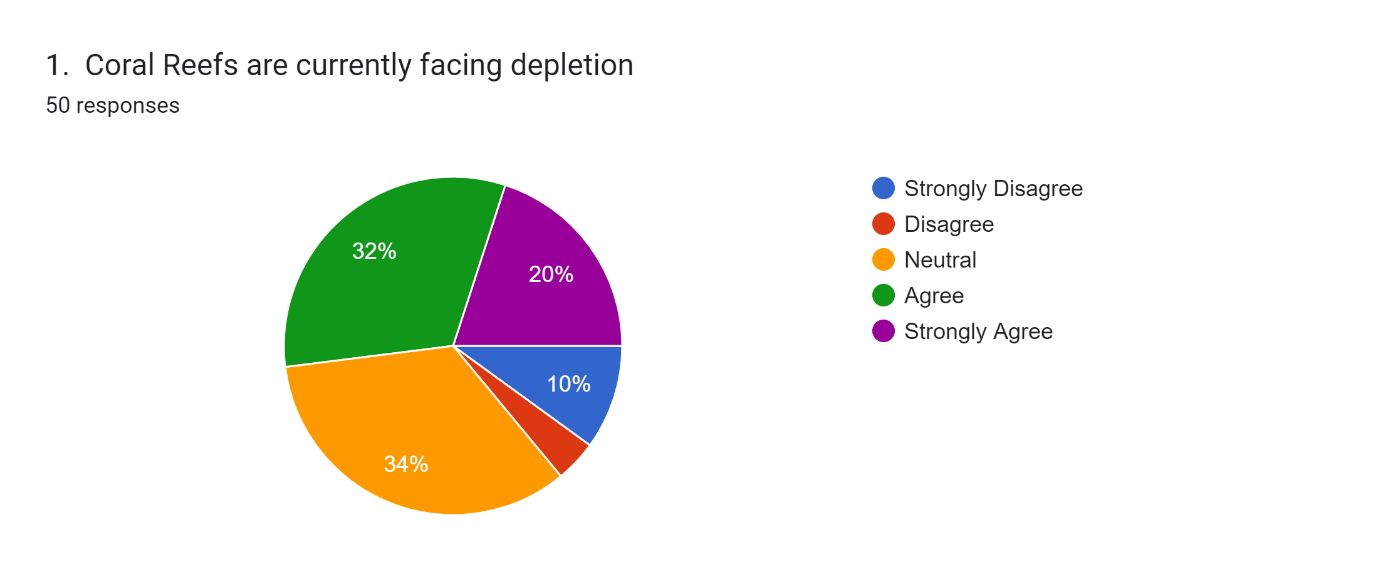 1. Coral Reefs are currently facing depletion
50 responses
32%
20%
10%
34%
Strongly Disagree
Disagree
Neutral
Agree
Strongly Agree